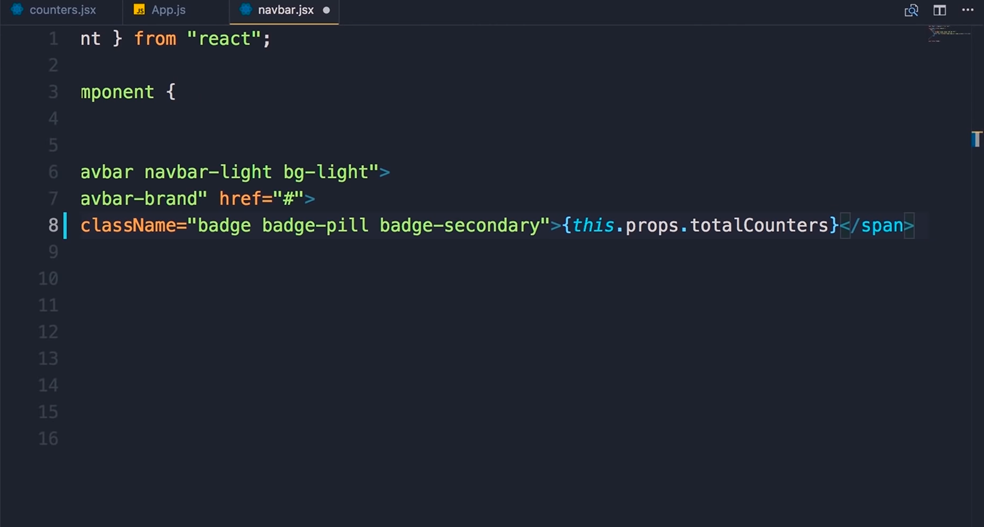 counters.jsx App.js navbar.jsx
1 nt } from "react";
2
3 mponent {
4
5
6 avbar navbar-light bg-light">
7 avbar-brand" href="#">
8 className="badge badge-pill badge-secondary">{this.props.totalCounters}</span>
9
10
11
12
13
14
15
16